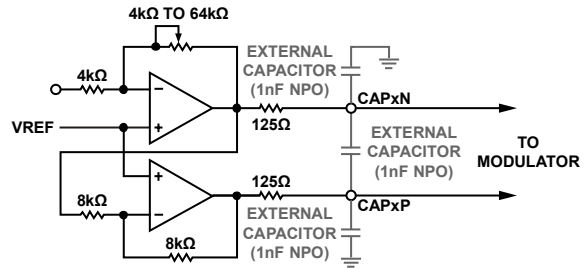 4kΩ TO 64kΩ
EXTERNAL
CAPACITOR
(1nF NPO)
4kΩ
−
+
125Ω
CAPxN
VREF
EXTERNAL
CAPACITOR
(1nF NPO)
TO
MODULATOR
+
−
125Ω
CAPxP
8kΩ
8kΩ
EXTERNAL
CAPACITOR
(1nF NPO)